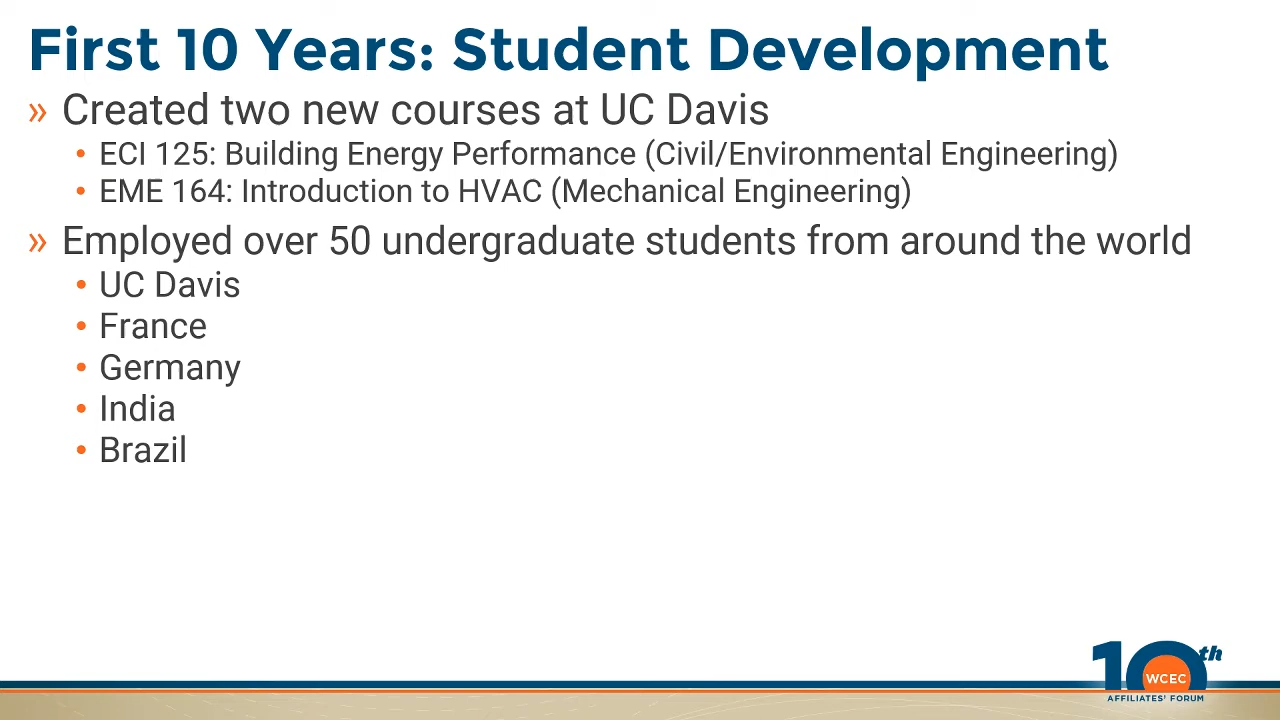 First 10 Years: Student Development
» Created two new courses at UC Davis
• ECI 125: Building Energy Performance (Civil/Environmental Engineering)
• EME 164: Introduction to HVAC (Mechanical Engineering)
» Employed over 50 undergraduate students from around the world
• UC Davis
• France
• Germany
• India
• Brazil
10th
WCEC
AFFILIATES' FORUM